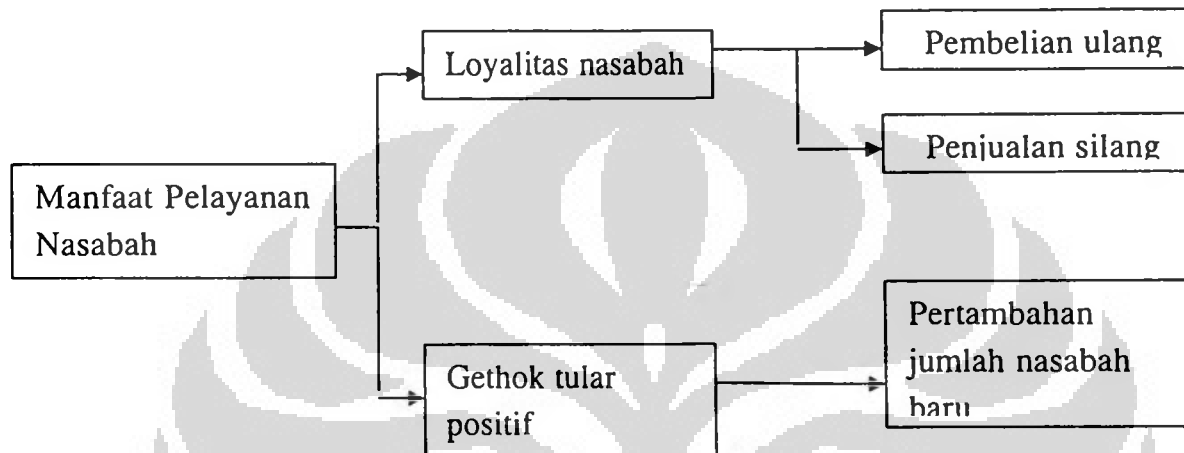 Manfaat Pelayanan
Nasabah
Loyalitas nasabah
Pembelian ulang
Penjualan silang
Gethok tular
positif
Pertambahan
jumlah nasabah
baru